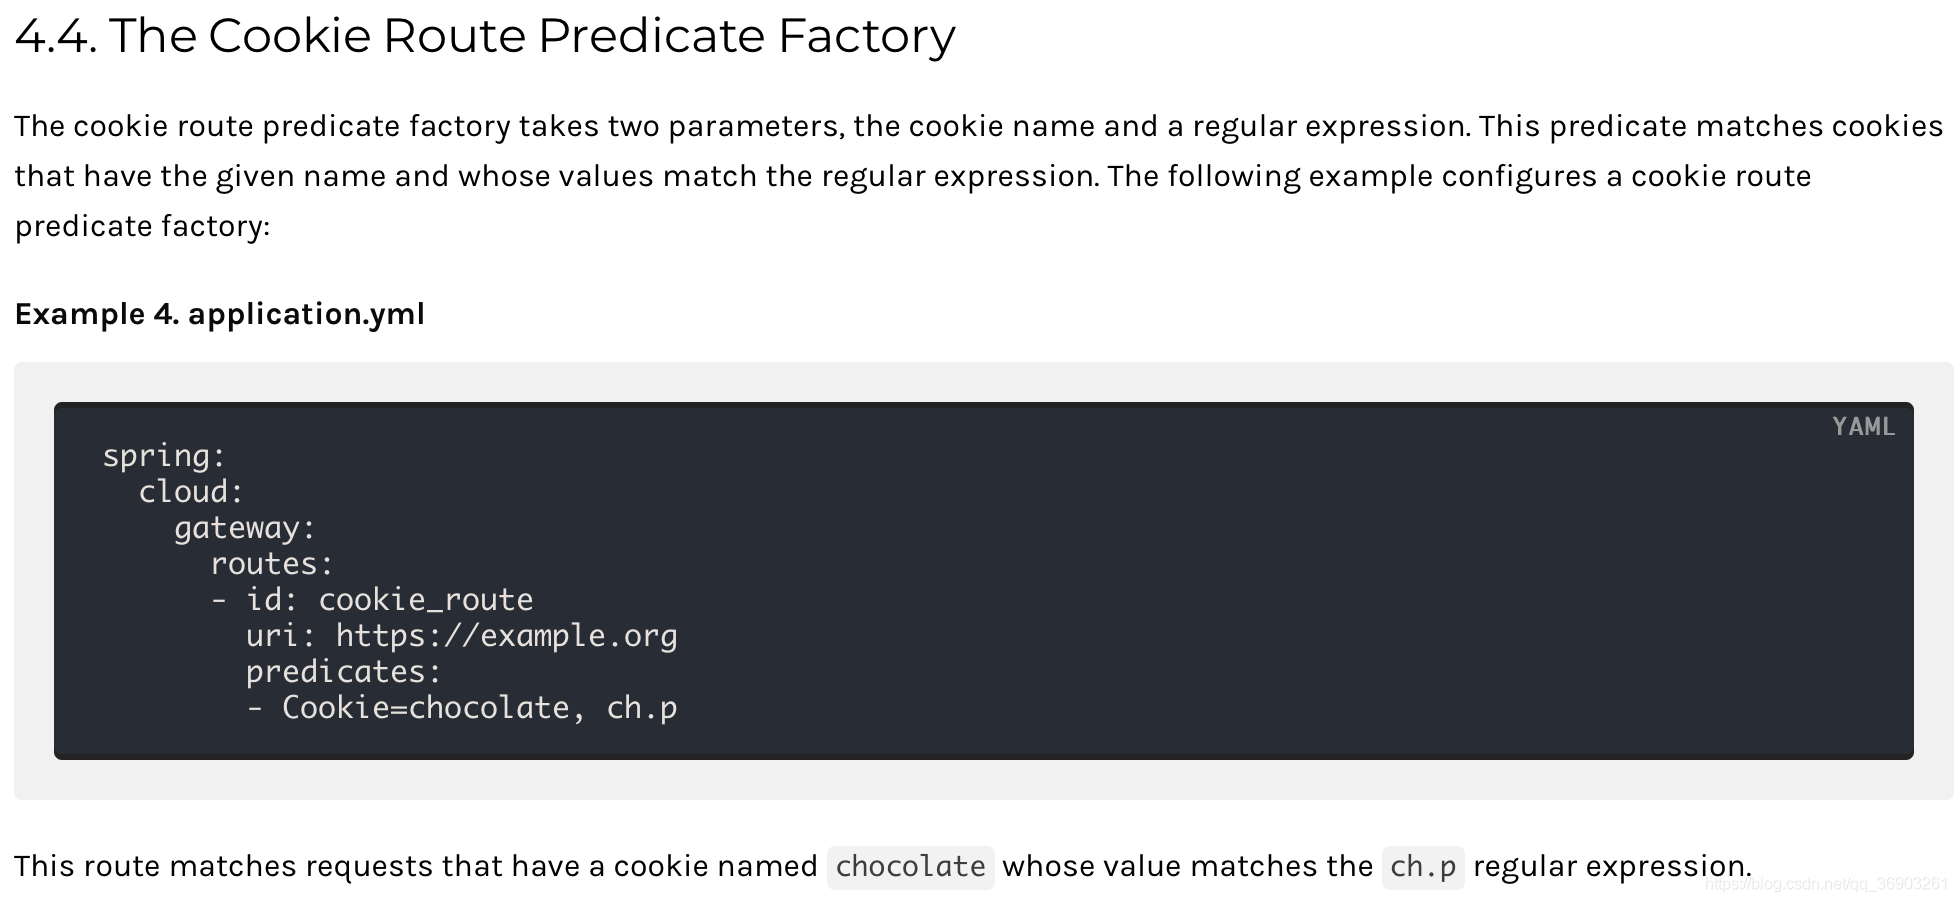 4.4. The Cookie Route Predicate Factory
The cookie route predicate factory takes two parameters, the cookie name and a regular expression. This predicate matches cookies
that have the given name and whose values match the regular expression. The following example configures a cookie route
predicate factory:
Example 4. application.yml
YAML
spring:
  cloud:
    gateway:
      routes:
      - id: cookie_route
        uri: https://example.org
        predicates:
        - Cookie=chocolate, ch.p
This route matches requests that have a cookie named chocolate whose value matches the ch.p regular expression.
https://blog.csdn.net/qq_36903261